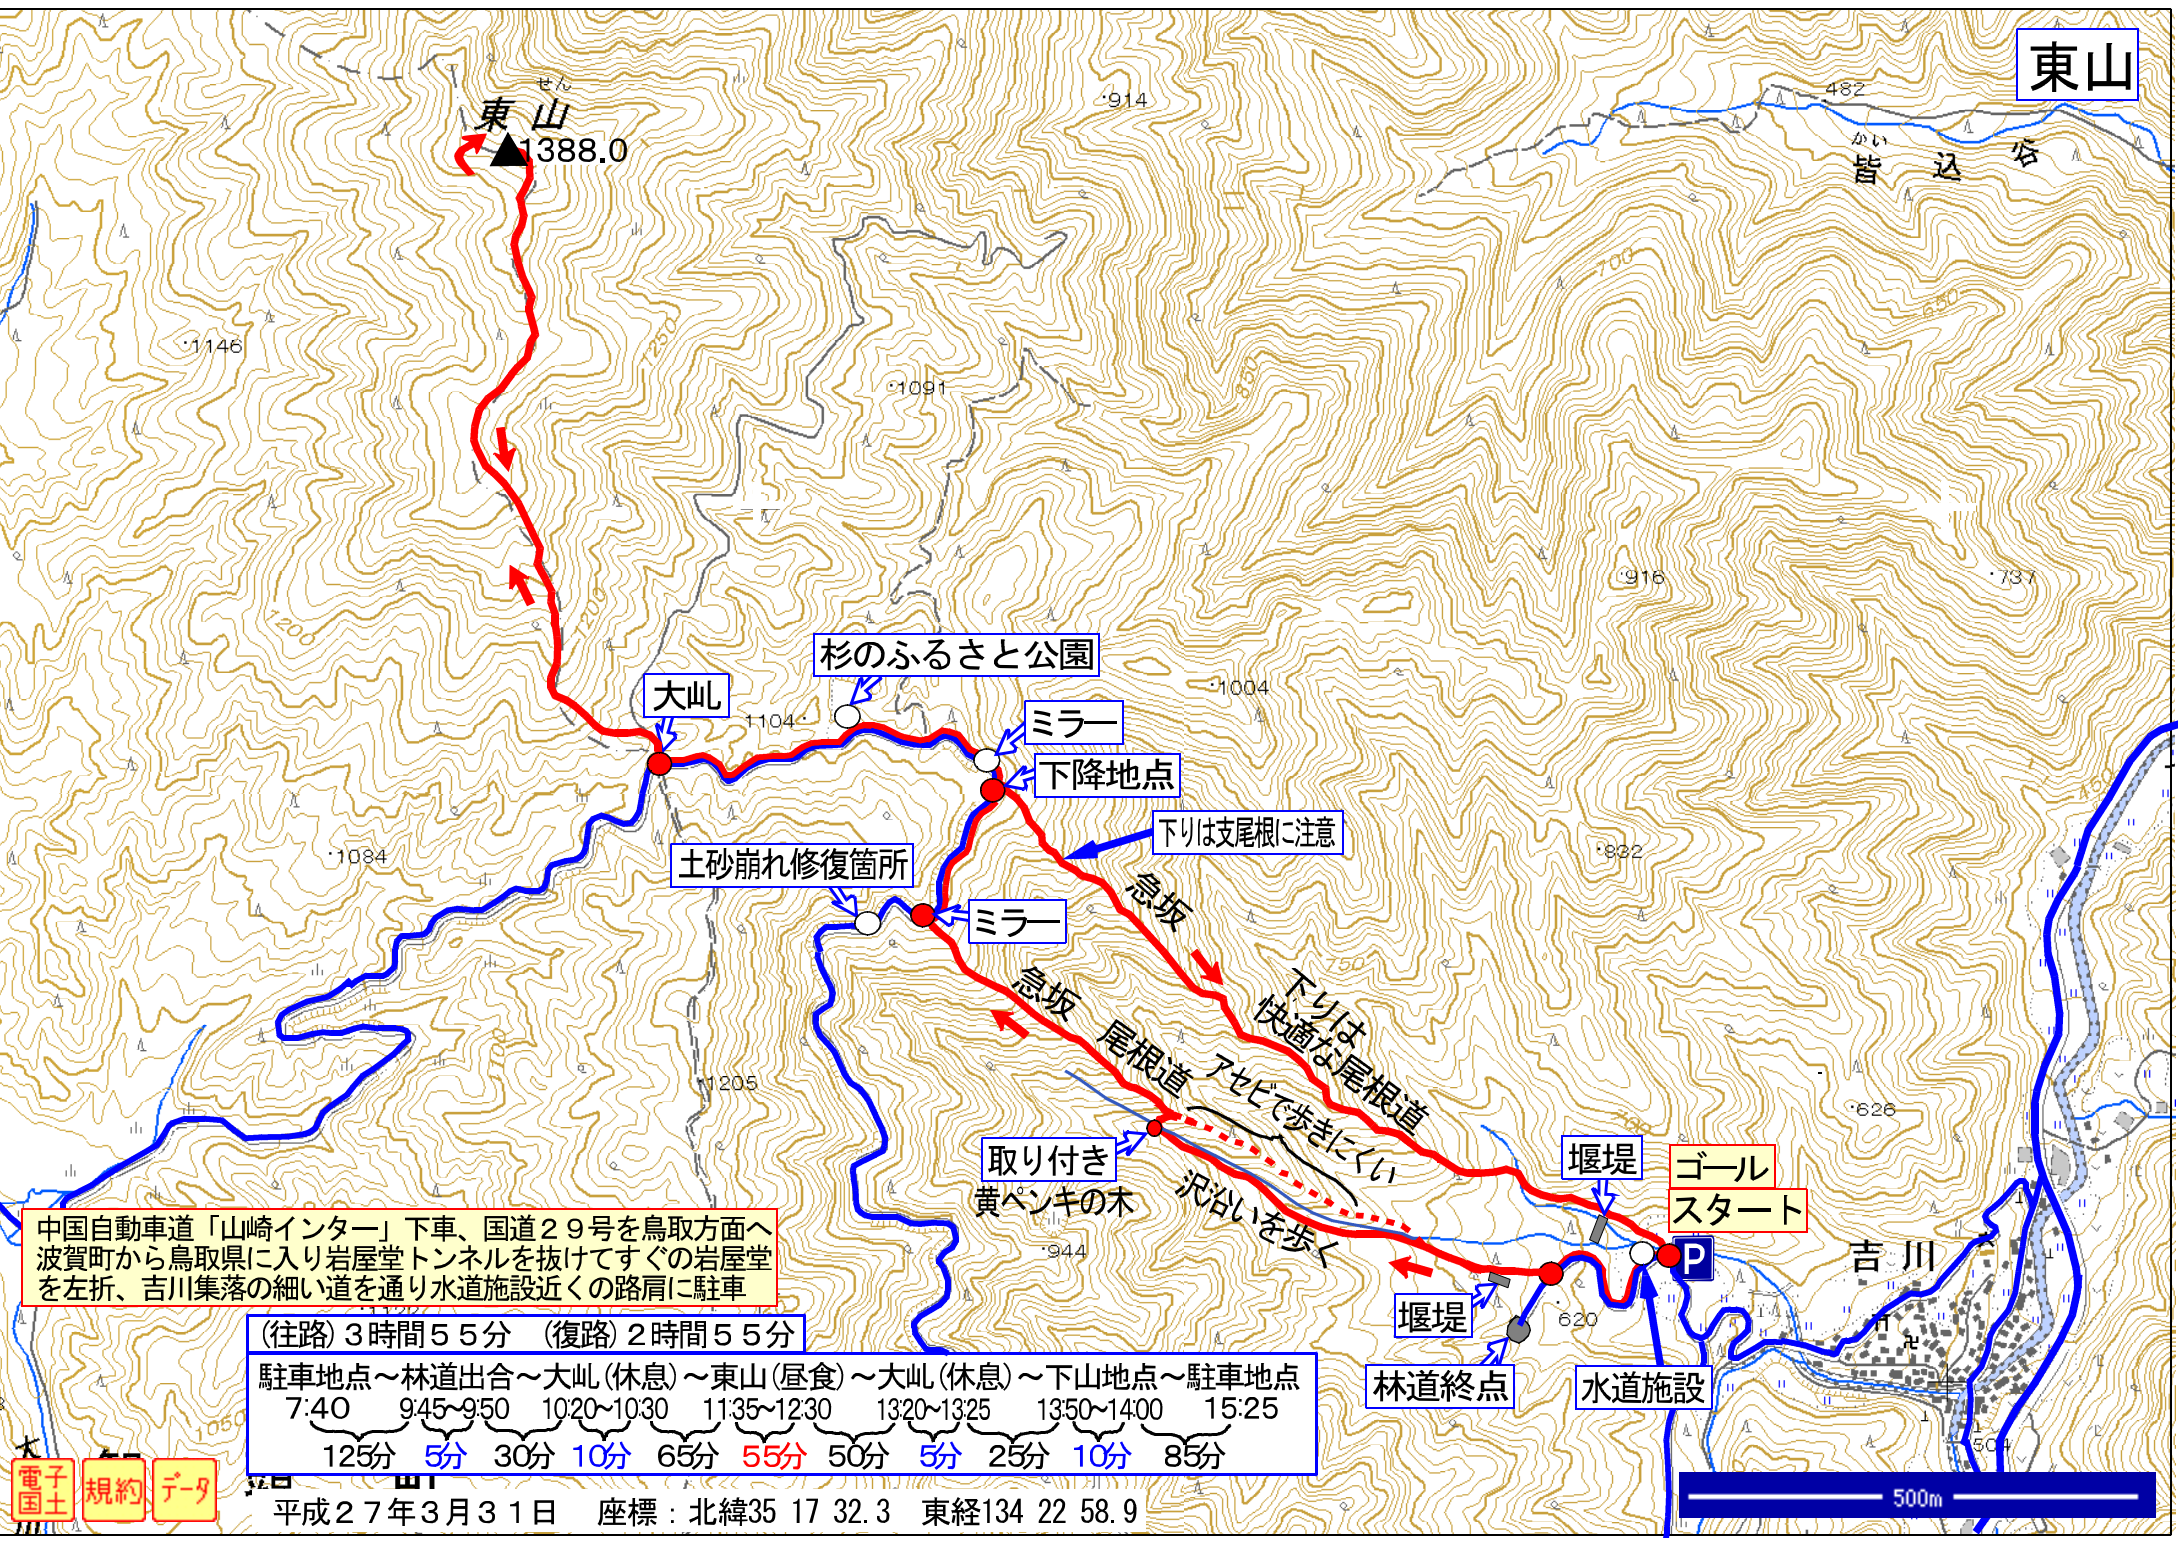 東山
482
かい
皆込谷
・914
せん
東山
1388.0
・1146
・1091
1250
850
700
650
・916
・737
1200
1200
杉のふるさと公園
大乢
1104・
・1004
ミラー
下降地点
下りは支尾根に注意
・1084
土砂崩れ修復箇所
ミラー
・832
450
急坂
750
下りは
快適な尾根道
急坂
尾根道
アセビで歩きにくい
1100
・1205
・626
700
取り付き
黄ペンキの木
沢沿いを歩く
・944
堰堤
ゴール
スタート
P
吉川
・620
堰堤
林道終点
水道施設
504
中国自動車道「山崎インター」下車、国道29号を鳥取方面へ
波賀町から鳥取県に入り岩屋堂トンネルを抜けてすぐの岩屋堂
を左折、吉川集落の細い道を通り水道施設近くの路肩に駐車
(往路)3時間55分 (復路)2時間55分
駐車地点~林道出合~大乢(休息)~東山(昼食)~大乢(休息)~下山地点~駐車地点
7:40 9:45~9:50 10:20~10:30 11:35~12:30 13:20~13:25 13:50~14:00 15:25
125分 5分 30分 10分 65分 55分 50分 5分 25分 10分 85分
1050
電子
国土
規約
データ
平成27年3月31日 座標:北緯35 17 32.3 東経134 22 58.9
500m